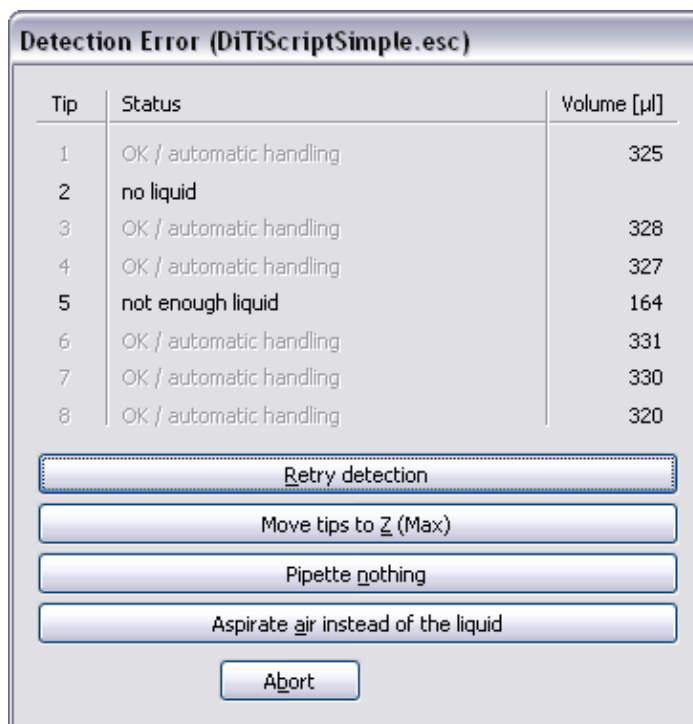 Detection Error (DiTiScriptSimple.esc)
Tip Status Volume [µl]
1 OK / automatic handling 325
2 no liquid
3 OK / automatic handling 328
4 OK / automatic handling 327
5 not enough liquid 164
6 OK / automatic handling 331
7 OK / automatic handling 330
8 OK / automatic handling 320
Retry detection
Move tips to Z (Max)
Pipette nothing
Aspirate air instead of the liquid
Abort